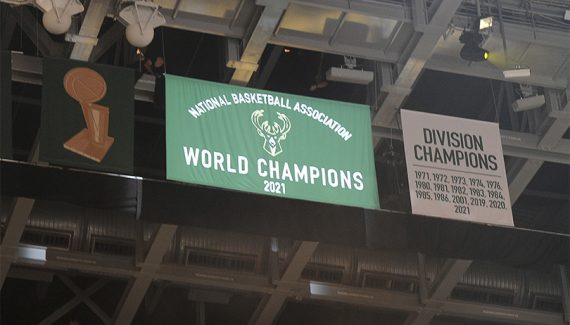 NATIONAL BASKETBALL ASSOCIATION
WORLD CHAMPIONS
2021
DIVISION
CHAMPIONS
1971, 1972, 1973, 1974, 1976,
1980, 1981, 1982, 1983, 1984,
1985, 1986, 2001, 2019, 2020,
2021